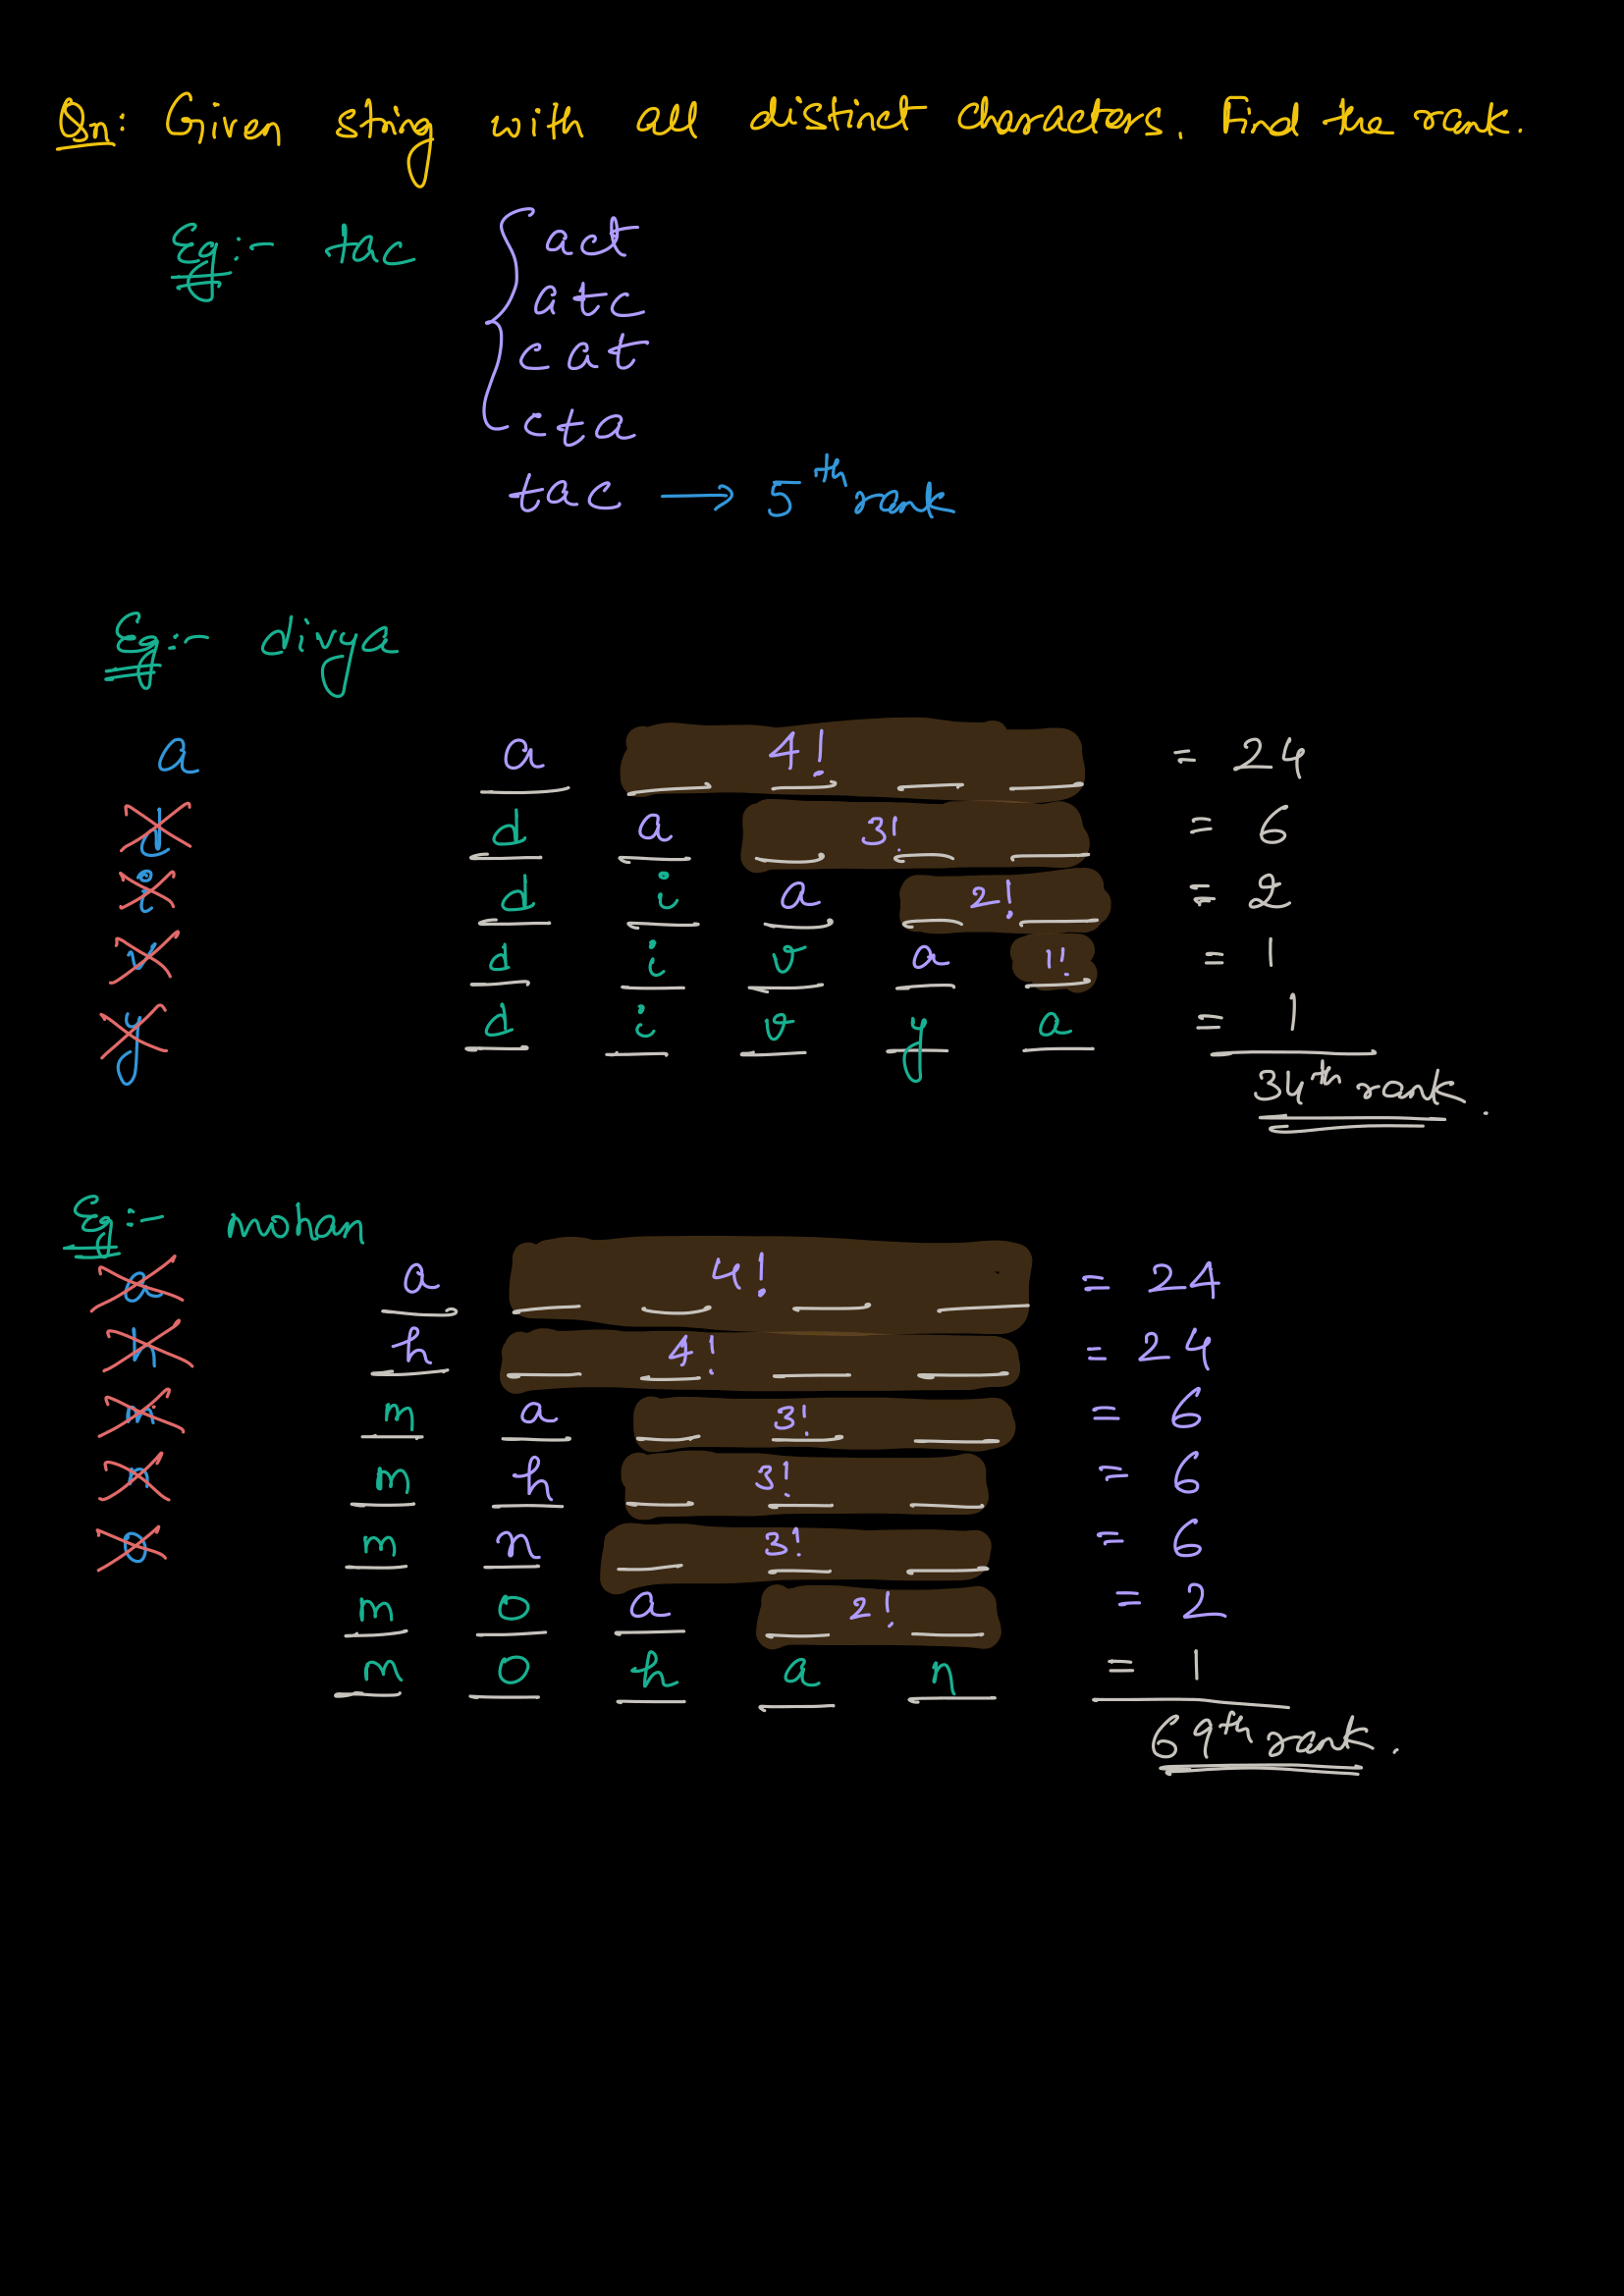 Qn: Given string with all distinct characters. Find the rank.
Eg:- tac
act
atc
cat
cta
tac → 5th rank
Eg:- divya
a a 4! = 24
d d a 3! = 6
i d i a 2! = 2
v d i v a 1! = 1
y d i v y a = 1
34th rank.
Eg:- mohan
a a 4! = 24
h h 4! = 24
m m a 3! = 6
n m h 3! = 6
o m n 3! = 6
m o a 2! = 2
m o h a n = 1
69th rank.